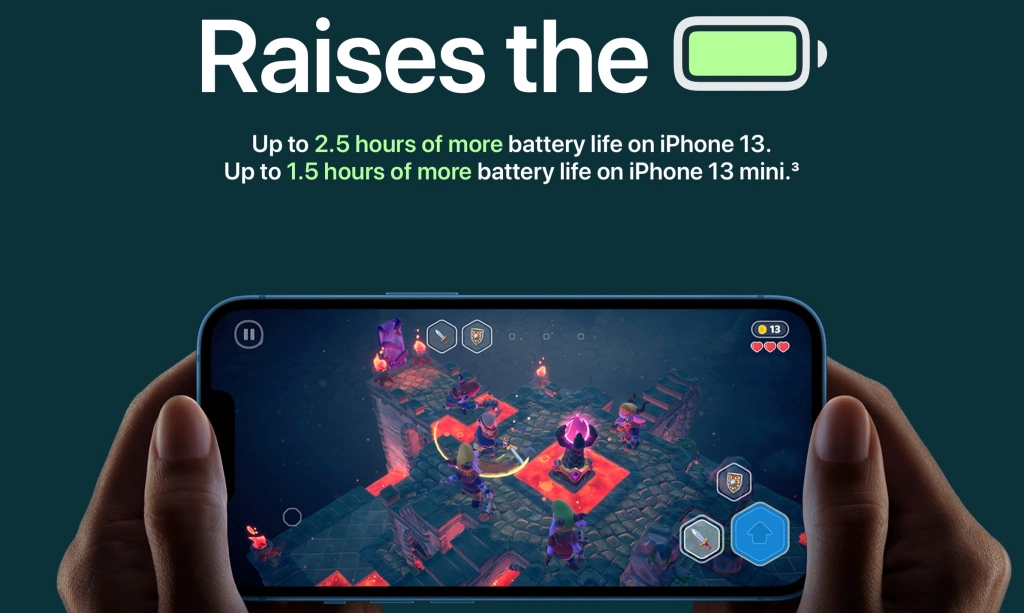 Raises the
Up to 2.5 hours of more battery life on iPhone 13.
Up to 1.5 hours of more battery life on iPhone 13 mini.³
13